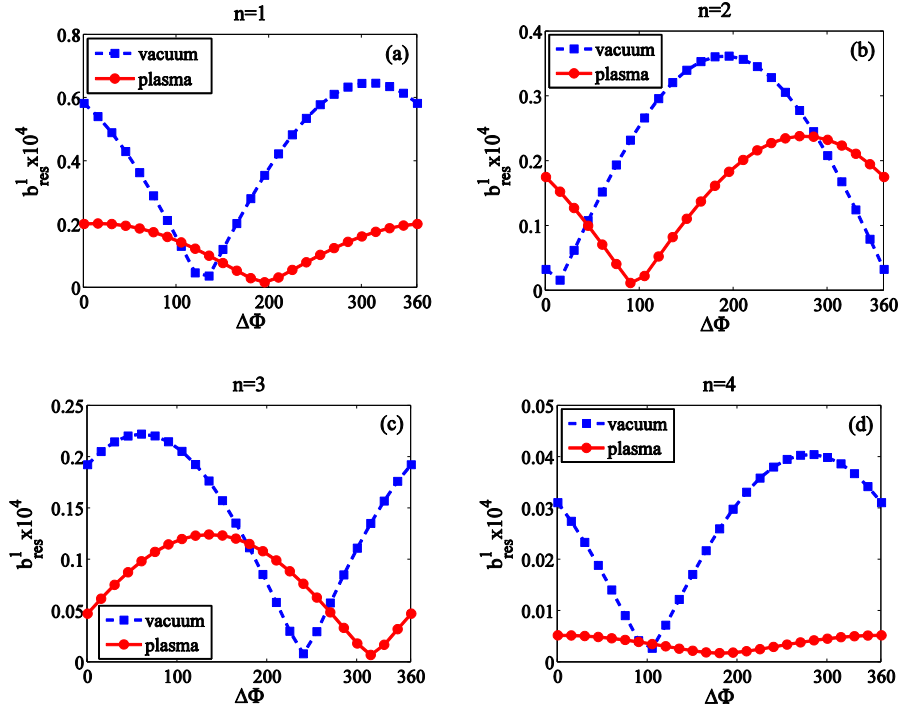 n=1
(a)
vacuum
plasma
0.8
0.6
0.4
0.2
0
b¹res x10⁴
0 100 200 300 360
ΔΦ
n=2
(b)
vacuum
plasma
0.4
0.3
0.2
0.1
0
b¹res x10⁴
0 100 200 300 360
ΔΦ
n=3
(c)
vacuum
plasma
0.25
0.2
0.15
0.1
0.05
0
b¹res x10⁴
0 100 200 300 360
ΔΦ
n=4
(d)
vacuum
plasma
0.05
0.04
0.03
0.02
0.01
0
b¹res x10⁴
0 100 200 300 360
ΔΦ